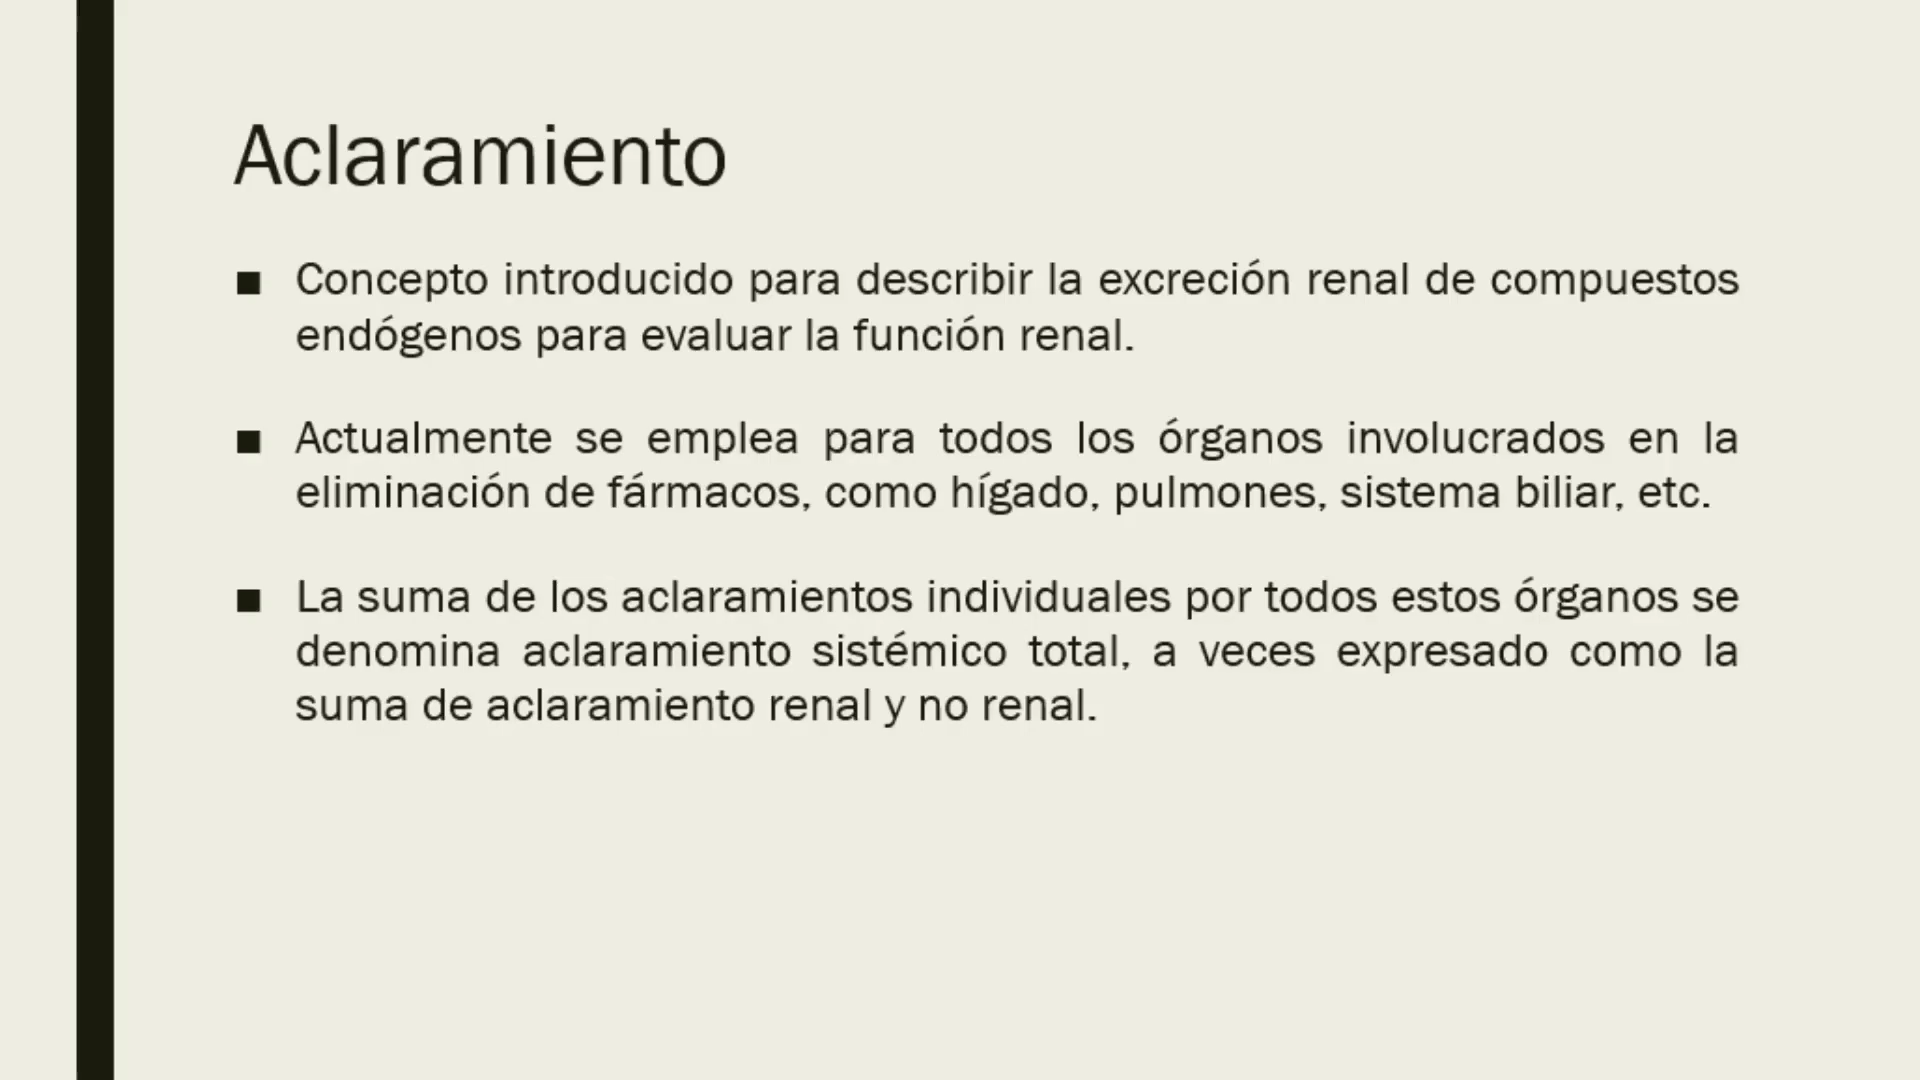 Aclaramiento
■ Concepto introducido para describir la excreción renal de compuestos
endógenos para evaluar la función renal.
■ Actualmente se emplea para todos los órganos involucrados en la
eliminación de fármacos, como hígado, pulmones, sistema biliar, etc.
■ La suma de los aclaramientos individuales por todos estos órganos se
denomina aclaramiento sistémico total, a veces expresado como la
suma de aclaramiento renal y no renal.